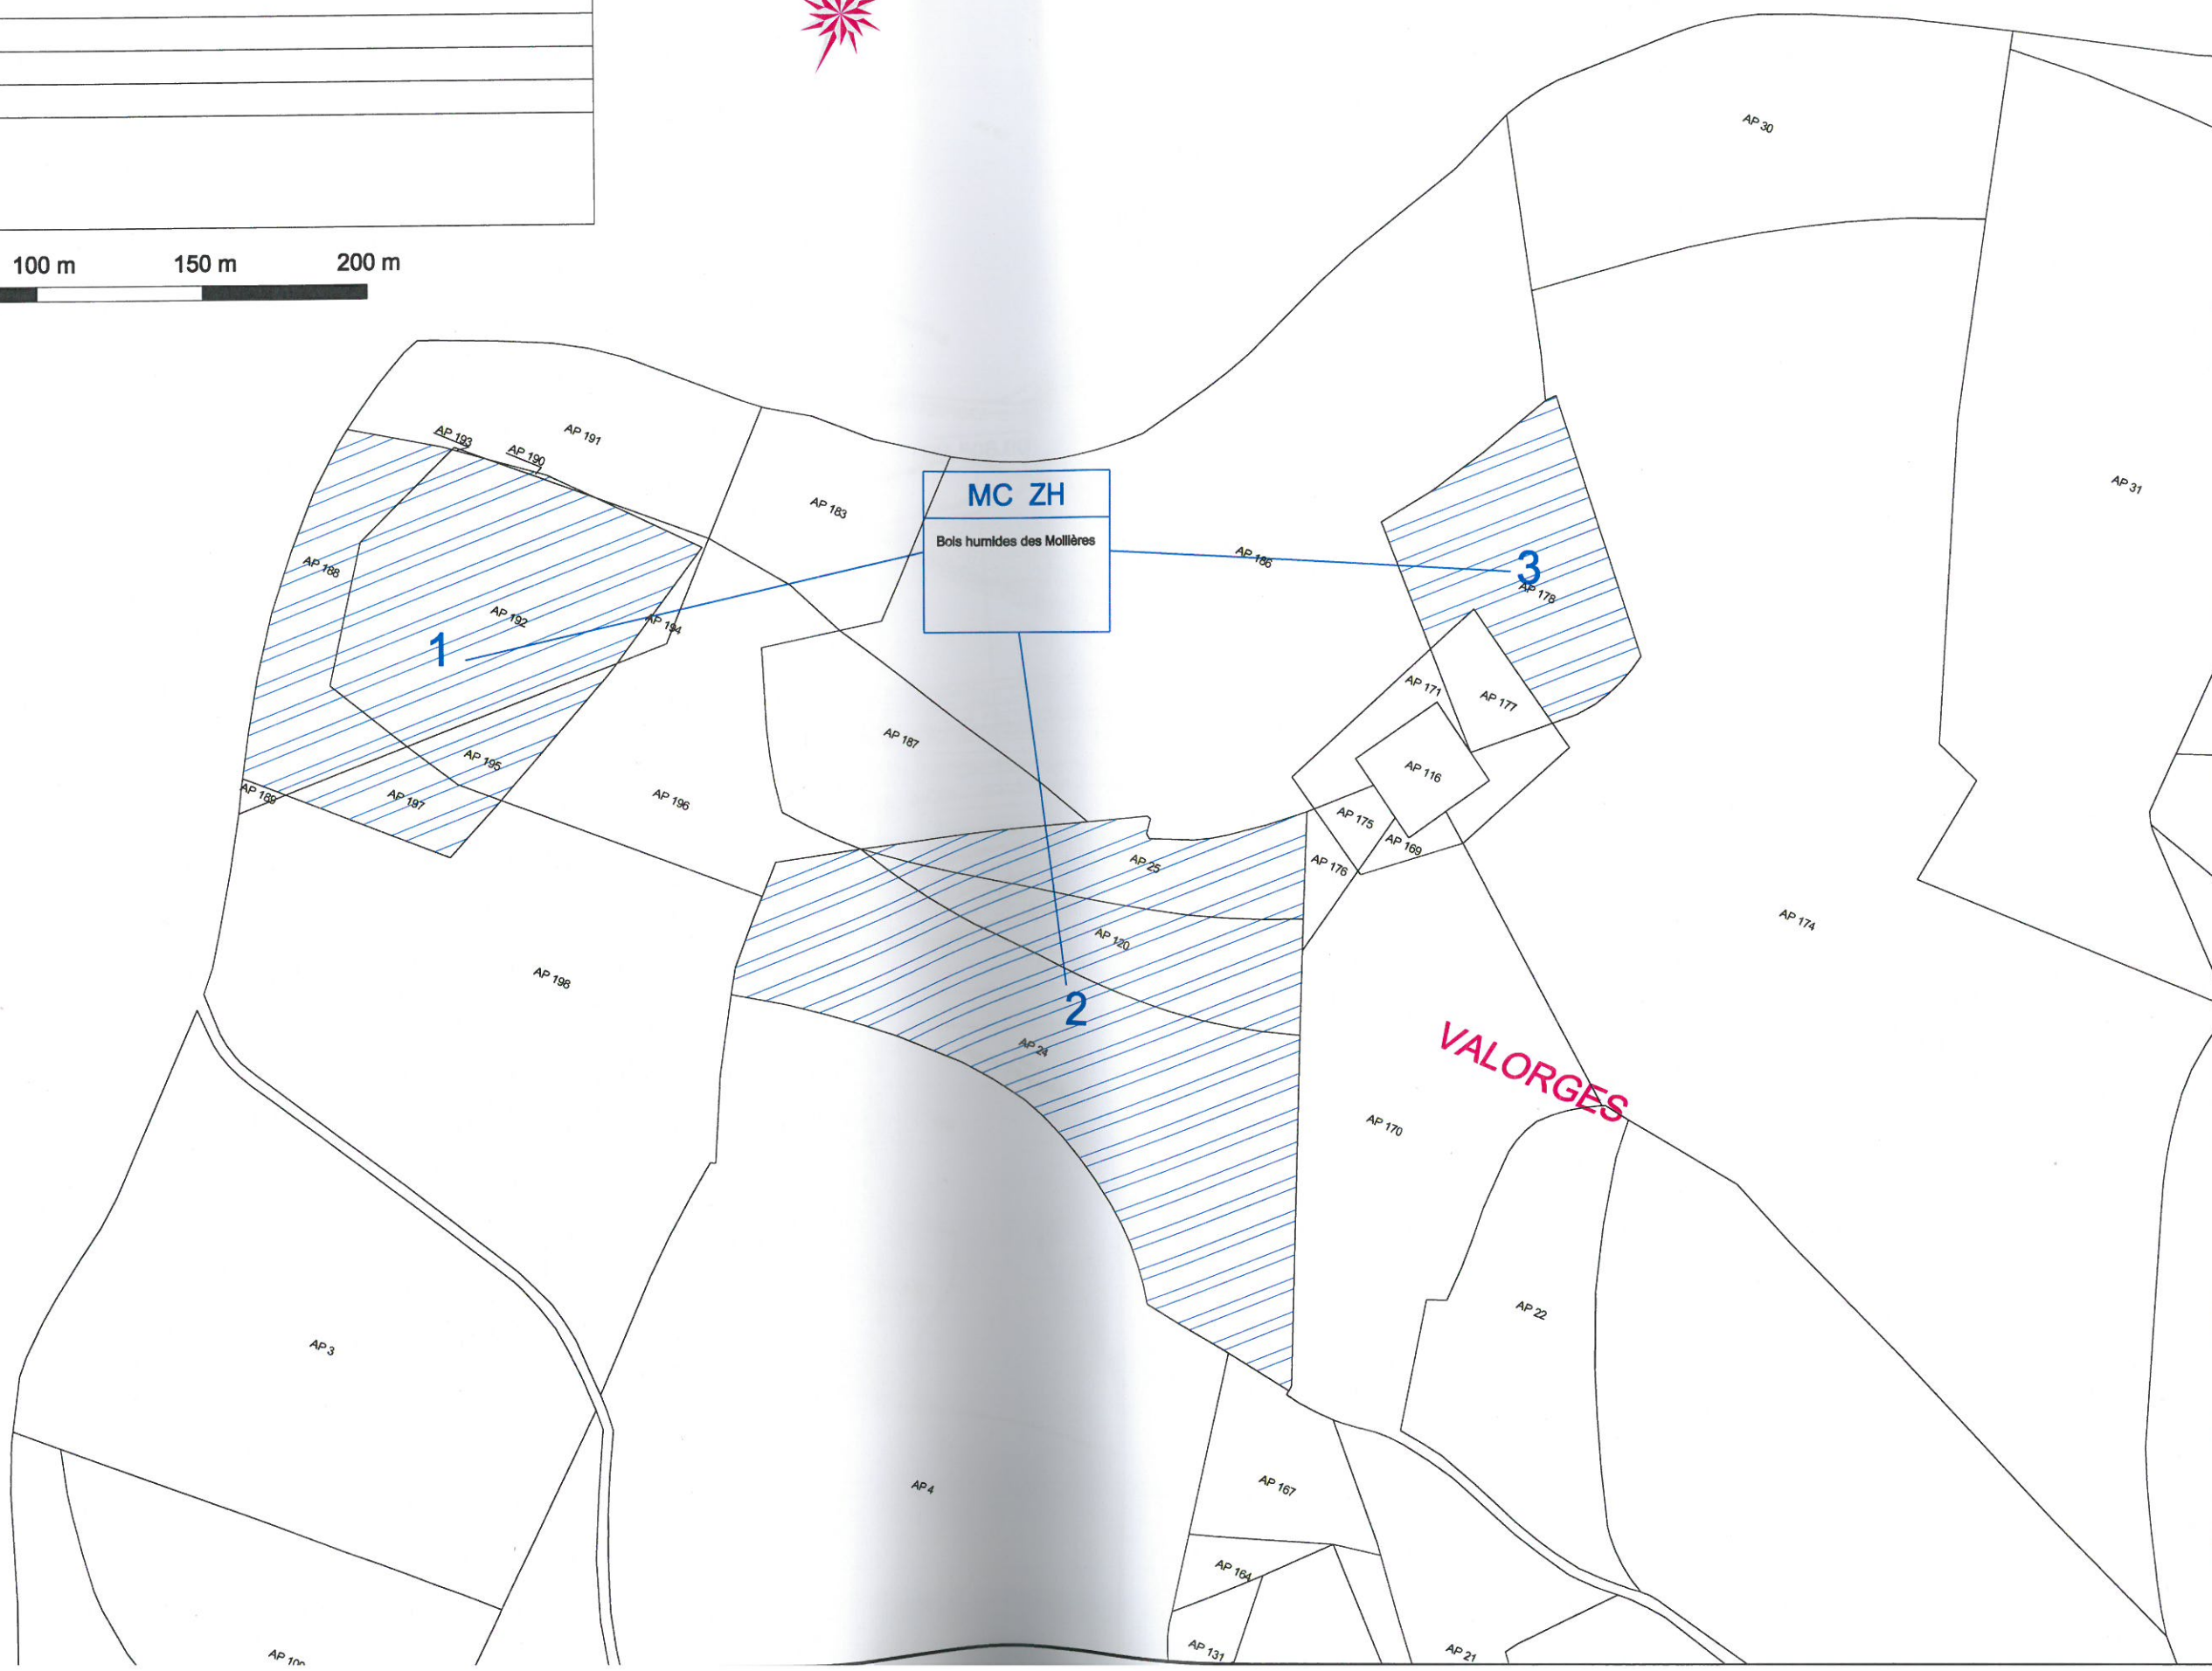 100 m 150 m 200 m
AP 30
AP 31
AP 193
AP 190
AP 191
AP 183
MC ZH
Bois humides des Mollières
AP 186
3
AP 178
AP 188
AP 192
AP 194
1
AP 171
AP 177
AP 187
AP 195
AP 116
AP 189
AP 197
AP 196
AP 175
AP 169
AP 25
AP 176
AP 120
AP 174
AP 198
2
AP 24
VALORGES
AP 170
AP 22
AP 3
AP 4
AP 167
AP 164
AP 131
AP 21